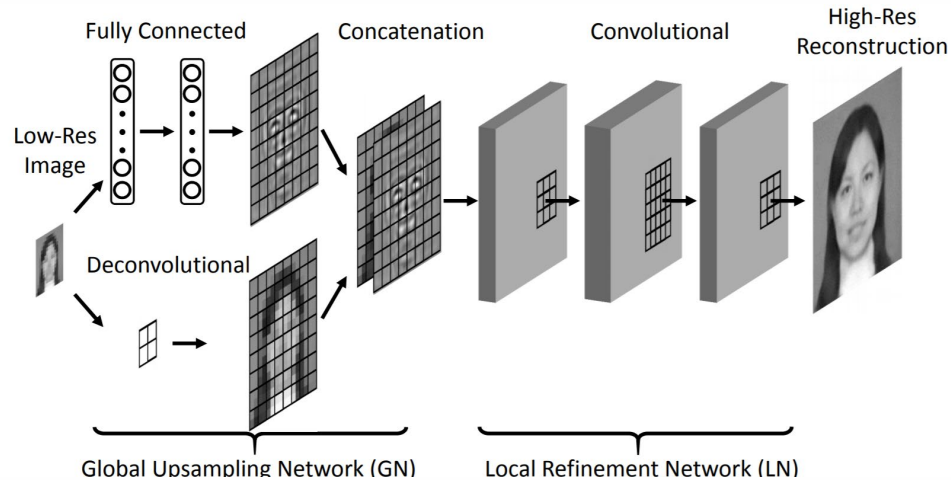 Fully Connected
Concatenation
Convolutional
High-Res
Reconstruction
Low-Res
Image
Deconvolutional
Global Upsampling Network (GN)
Local Refinement Network (LN)